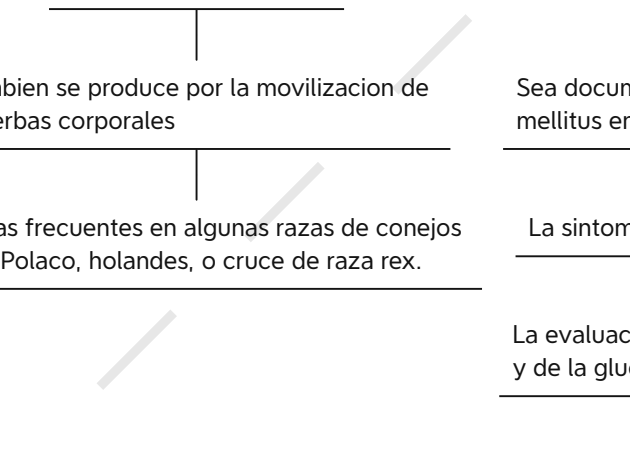 bien se produce por la movilizacion de
erbas corporales
as frecuentes en algunas razas de conejos
Polaco, holandes, o cruce de raza rex.
Sea docum
mellitus en
La sintom
La evaluac
y de la glu